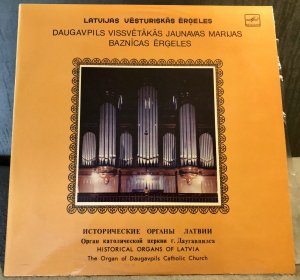 LATVIJAS VĒSTURISKĀS ĒRĢELES
DAUGAVPILS VISSVĒTĀKĀS JAUNAVAS MARIJAS
BAZNĪCAS ĒRĢELES
ИСТОРИЧЕСКИЕ ОРГАНЫ ЛАТВИИ
Орган католической церкви г. Даугавпилса
HISTORICAL ORGANS OF LATVIA
The Organ of Daugavpils Catholic Church